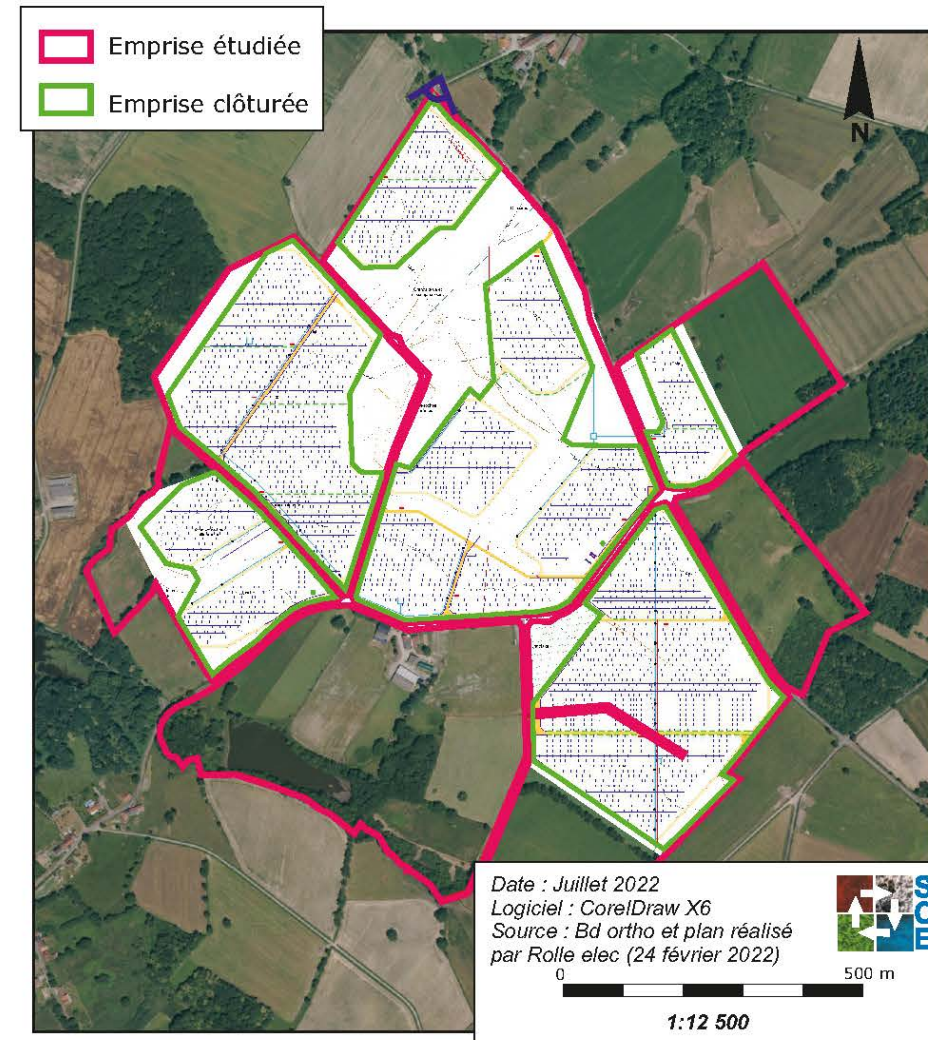 Emprise étudiée
Emprise clôturée
N
Date : Juillet 2022
Logiciel : CorelDraw X6
Source : Bd ortho et plan réalisé
par Rolle elec (24 février 2022)
SCE
0 500 m
1:12 500